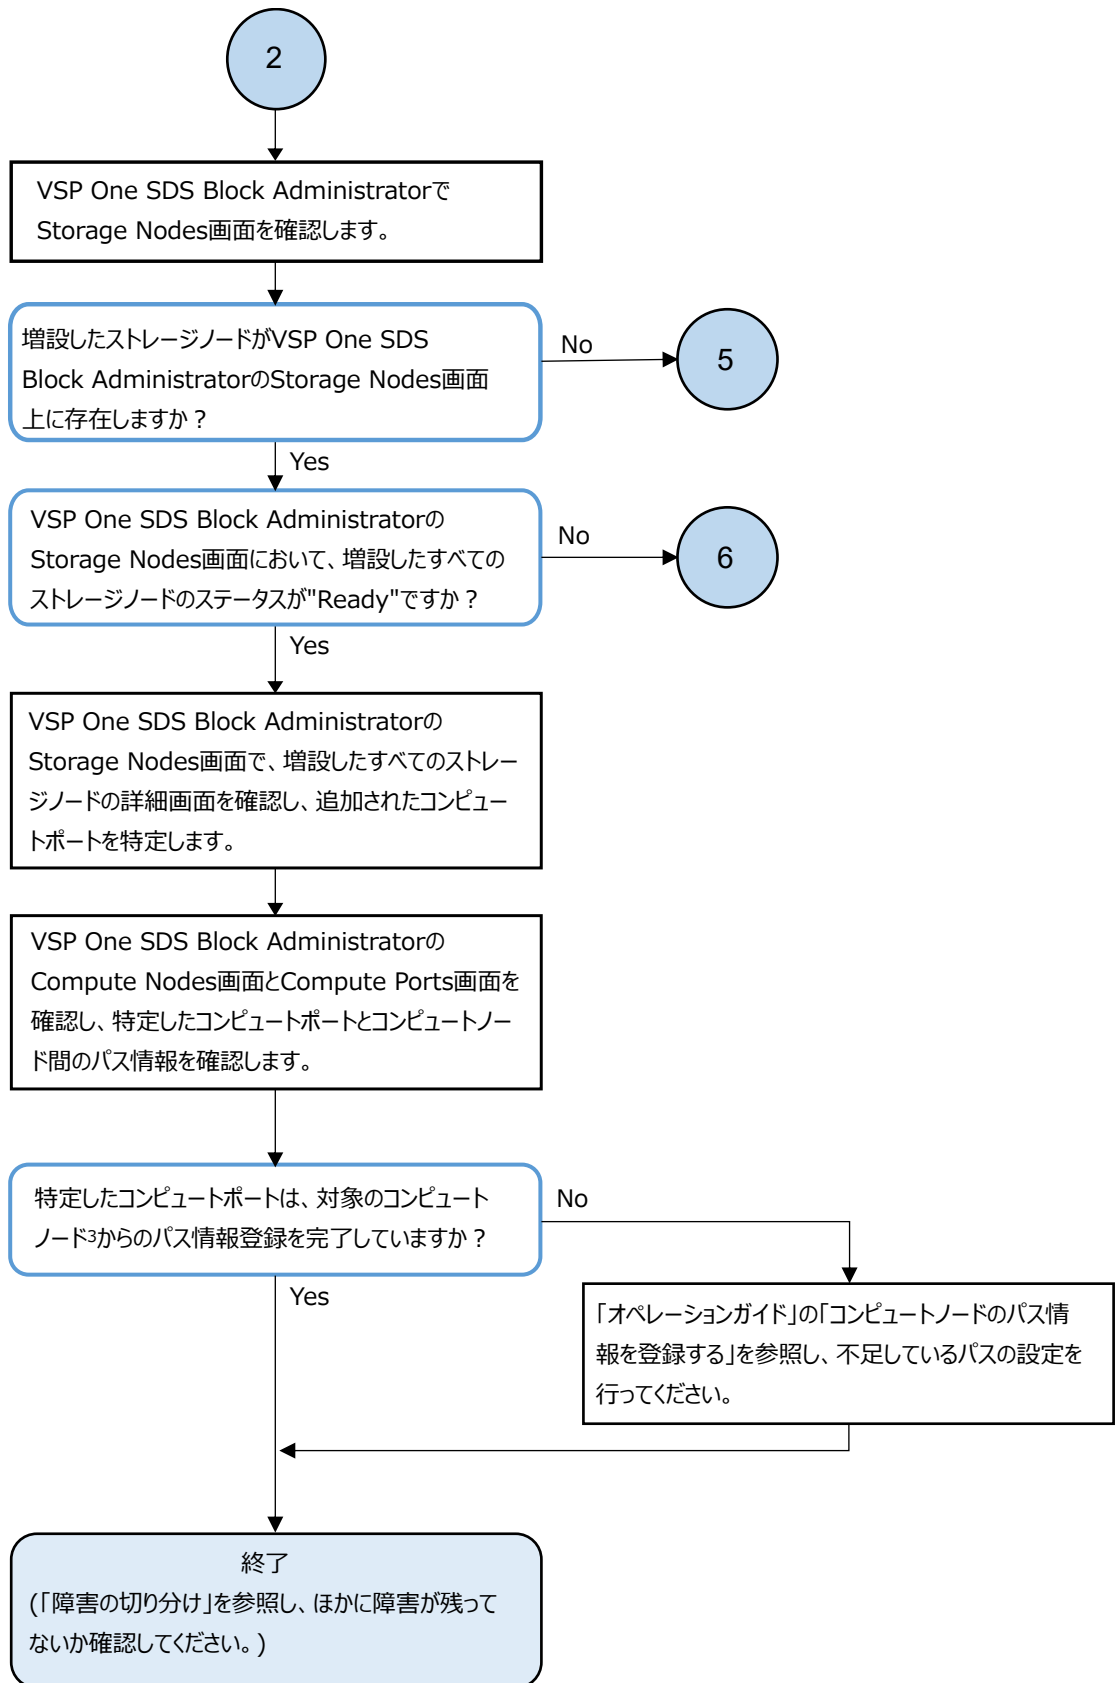 2
VSP One SDS Block Administratorで
Storage Nodes画面を確認します。
増設したストレージノードがVSP One SDS
Block AdministratorのStorage Nodes画面
上に存在しますか？
No
5
Yes
VSP One SDS Block Administratorの
Storage Nodes画面において、増設したすべての
ストレージノードのステータスが"Ready"ですか？
No
6
Yes
VSP One SDS Block Administratorの
Storage Nodes画面で、増設したすべてのストレー
ジノードの詳細画面を確認し、追加されたコンピュー
トポートを特定します。
VSP One SDS Block Administratorの
Compute Nodes画面とCompute Ports画面を
確認し、特定したコンピュートポートとコンピュートノー
ド間のパス情報を確認します。
特定したコンピュートポートは、対象のコンピュート
ノード3からのパス情報登録を完了していますか？
No
Yes
「オペレーションガイド」の「コンピュートノードのパス情
報を登録する」を参照し、不足しているパスの設定を
行ってください。
終了
(「障害の切り分け」を参照し、ほかに障害が残って
ないか確認してください。)